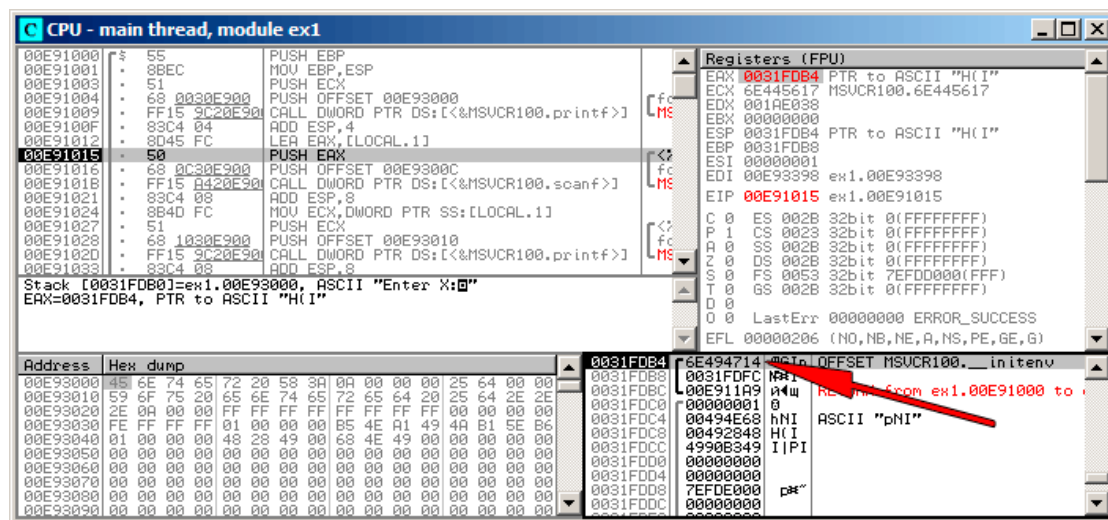 C CPU - main thread, module ex1
00E91000 $ 55 PUSH EBP
00E91001 . 8BEC MOV EBP,ESP
00E91003 . 51 PUSH ECX
00E91004 . 68 0030E900 PUSH OFFSET 00E93000
00E91009 . FF15 9C20E900 CALL DWORD PTR DS:[<&MSVCR100.printf>]
00E9100F . 83C4 04 ADD ESP,4
00E91012 . 8D45 FC LEA EAX,[LOCAL.1]
00E91015 . 50 PUSH EAX
00E91016 . 68 0C30E900 PUSH OFFSET 00E9300C
00E9101B . FF15 A420E900 CALL DWORD PTR DS:[<&MSVCR100.scanf>]
00E91021 . 83C4 08 ADD ESP,8
00E91024 . 8B4D FC MOV ECX,DWORD PTR SS:[LOCAL.1]
00E91027 . 51 PUSH ECX
00E91028 . 68 1030E900 PUSH OFFSET 00E93010
00E9102D . FF15 9C20E900 CALL DWORD PTR DS:[<&MSVCR100.printf>]
00E91033 . 83C4 08 ADD ESP,8
Stack [0031FDB0]=ex1.00E93000, ASCII "Enter X:"
EAX=0031FDB4, PTR to ASCII "H(I"
Registers (FPU)
EAX 0031FDB4 PTR to ASCII "H(I"
ECX 6E445617 MSVCR100.6E445617
EDX 001AE038
EBX 00000000
ESP 0031FDB4 PTR to ASCII "H(I"
EBP 0031FDB8
ESI 00000001
EDI 00E93398 ex1.00E93398
EIP 00E91015 ex1.00E91015
C 0 ES 002B 32bit 0(FFFFFFFF)
P 1 CS 0023 32bit 0(FFFFFFFF)
A 0 SS 002B 32bit 0(FFFFFFFF)
Z 0 DS 002B 32bit 0(FFFFFFFF)
S 0 FS 0053 32bit 7EFDD000(FFF)
T 0 GS 002B 32bit 0(FFFFFFFF)
D 0
O 0 LastErr 00000000 ERROR_SUCCESS
EFL 00000206 (NO,NB,NE,A,NS,PE,GE,G)
Address Hex dump
00E93000 45 6E 74 65 72 20 58 3A 0A 00 00 00 25 64 00 00
00E93010 59 6F 75 20 65 6E 74 65 72 65 64 20 25 64 2E 2E
00E93020 2E 0A 00 00 FF FF FF FF FF FF FF FF 00 00 00 00
00E93030 FE FF FF FF 01 00 00 00 B5 4E A1 49 4A B1 5E B6
00E93040 01 00 00 00 48 28 49 00 68 4E 49 00 00 00 00 00
00E93050 00 00 00 00 00 00 00 00 00 00 00 00 00 00 00 00
00E93060 00 00 00 00 00 00 00 00 00 00 00 00 00 00 00 00
00E93070 00 00 00 00 00 00 00 00 00 00 00 00 00 00 00 00
00E93080 00 00 00 00 00 00 00 00 00 00 00 00 00 00 00 00
00E93090 00 00 00 00 00 00 00 00 00 00 00 00 00 00 00 00
0031FDB4 6E494714 GIn OFFSET MSVCR100.__initenv
0031FDB8 0031FDFC
0031FDBC 00E911A9 from ex1.00E91000 to
0031FDC0 00000001
0031FDC4 00494E68 hNI ASCII "pNI"
0031FDC8 00492848 H(I
0031FDCC 4990B349 I|PI
0031FDD0 00000000
0031FDD4 00000000
0031FDD8 7EFDE000
0031FDDC 00000000